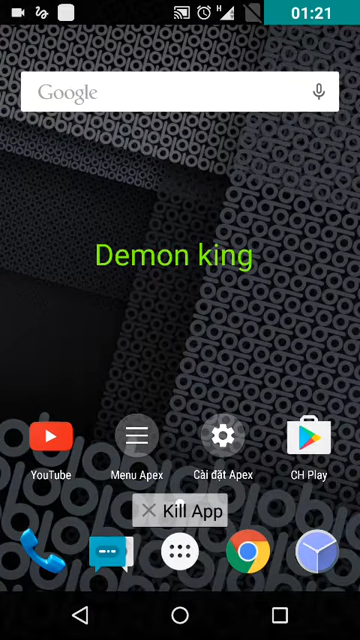 H
01:21
Google
Demon king
YouTube
Menu Apex
Cài đặt Apex
CH Play
Kill App